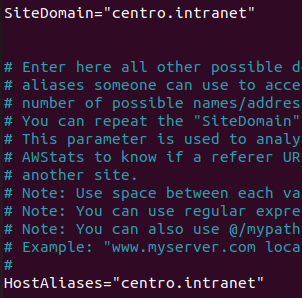 SiteDomain="centro.intranet"
# Enter here all other possible d
# aliases someone can use to acce
# number of possible names/addres
# You can repeat the "SiteDomain"
# This parameter is used to analy
# AWStats to know if a referer UR
# another site.
# Note: Use space between each va
# Note: You can use regular expre
# Note: You can also use @/mypath
# Example: "www.myserver.com loca
#
HostAliases="centro.intranet"